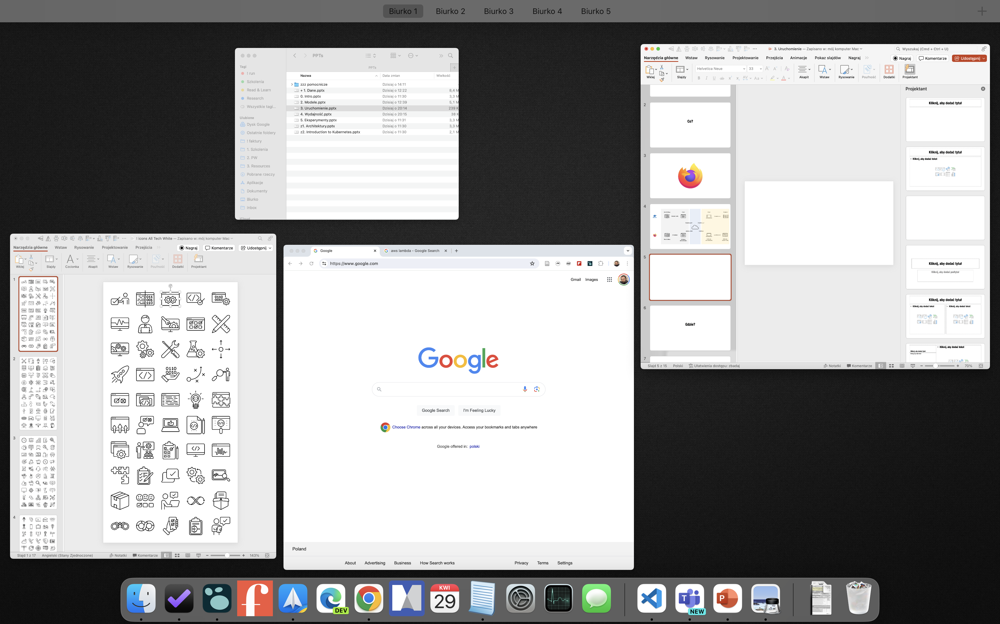 Biurko 1 Biurko 2 Biurko 3 Biurko 4 Biurko 5
PPTs
PPTs
Tagi
! run
Szkolenia
Read & Learn
Research
Wszystkie tagi...
Ulubione
Dysk Google
Ostatnie foldery
! faktury
1. Szkolenia
2. PW
3. Resources
Pobrane rzeczy
Aplikacje
Dokumenty
Biurko
Inbox
iCloud
Nazwa Data zmian Wielkość
zzz pomocnicze Dzisiaj o 14:11
+ 1. Dane.pptx Dzisiaj o 12:22 8,4 M
0. Intro.pptx Dzisiaj o 11:30 3,3 M
2. Modele.pptx Dzisiaj o 12:39 5,1 M
3. Uruchomienie.pptx Dzisiaj o 20:14 239 K
4. Wydajność.pptx Dzisiaj o 20:15 38 K
5. Eksperymenty.pptx Dzisiaj o 11:31 3,3 M
z1. Architektury.pptx Dzisiaj o 11:30 3,3 M
z2. Introduction to Kubernetes.pptx Dzisiaj o 11:30 2,1 M
3. Uruchomienie — Zapisano w: mój komputer Mac
Wyszukaj (Cmd + Ctrl + U)
Narzędzia główne Wstaw Rysowanie Projektowanie Przejścia Animacje Pokaz slajdów Nagraj
Nagraj Komentarze Udostępnij
Helvetica Neue 33
Wklej Slajdy Akapit Wstaw Rysowanie Poufność Dodatki Projektant
2
Co?
3
4
5
6
Gdzie?
7
Projektant
Kliknij, aby dodać tytuł
Kliknij, aby dodać tytuł
• Kliknij, aby dodać tekst
Kliknij, aby dodać tytuł
Kliknij, aby dodać podtytuł
Kliknij, aby dodać tytuł
• Kliknij, aby dodać tekst • Kliknij, aby dodać tekst
• Kliknij, aby dodać tekst
Slajd 5 z 15 Polski Ułatwienia dostępu: zbadaj
Notatki Komentarze 70%
! icons All Tech White — Zapisano w: mój komputer Mac
Narzędzia główne Wstaw Rysowanie Projektowanie Przejścia
Nagraj Komentarze Udostępnij
Wklej Slajdy Czcionka Akapit Wstaw Rysowanie Poufność Dodatki Projektant
1
2
3
4
011
001
110
0110
0010
0110
0010
Slajd 1 z 17 Angielski (Stany Zjednoczone)
Notatki Komentarze 143%
Google
aws lambda - Google Search
https://www.google.com
Gmail Images
Google
Google Search I'm Feeling Lucky
Choose Chrome across all your devices. Access your bookmarks and tabs anywhere
Google offered in: polski
Poland
About Advertising Business How Search works Privacy Terms Settings
DEV
KWI
29
NEW